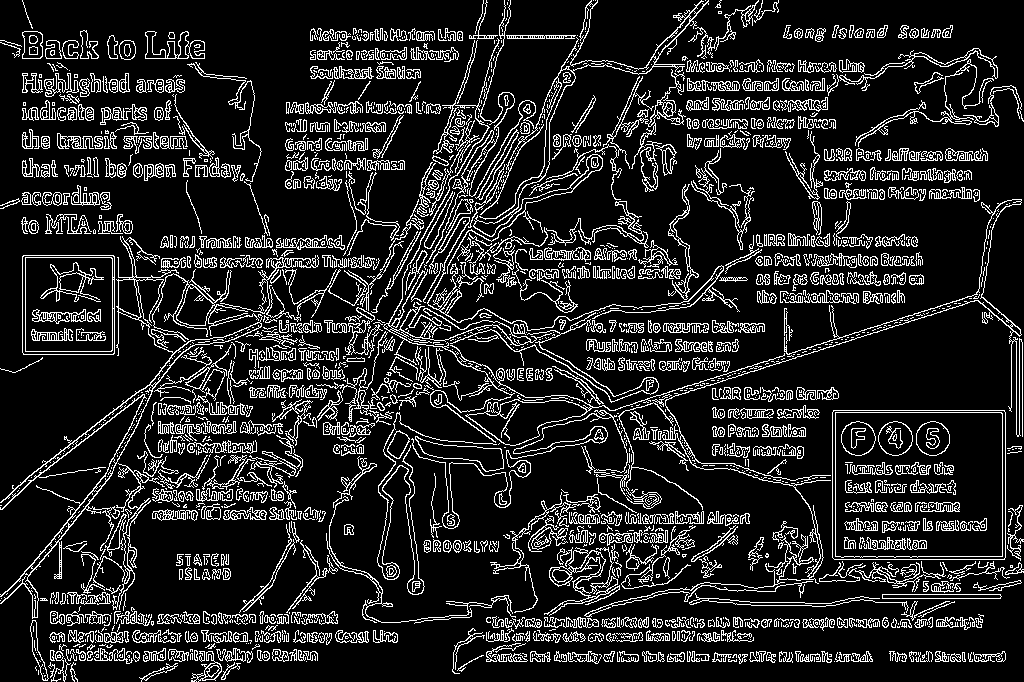 Back to Life
Highlighted areas
indicate parts of
the transit system
that will be open Friday,
according
to MTA.info
Metro-North Harlem Line
service restored through
Southeast Station
Metro-North Hudson Line
will run between
Grand Central
and Croton-Harmon
on Friday
Long Island Sound
Metro-North New Haven Line
between Grand Central
and Stamford expected
to resume to New Haven
by midday Friday
LIRR Port Jefferson Branch
service from Huntington
to resume Friday morning
BRONX
All NJ Transit train suspended,
most bus service resumed Thursday
LaGuardia Airport
open with limited service
LIRR limited hourly service
on Port Washington Branch
as far as Great Neck, and on
the Ronkonkoma Branch
Suspended
transit lines
MANHATTAN
Lincoln Tunnel
Holland Tunnel
will open to bus
traffic Friday
No. 7 was to resume between
Flushing Main Street and
74th Street early Friday
QUEENS
LIRR Babylon Branch
to resume service
to Penn Station
Friday morning
Newark Liberty
International Airport
fully operational
Bridges
open
AirTrain
F 4 5
Tunnels under the
East River cleared;
service can resume
when power is restored
in Manhattan
Staten Island Ferry to
resume full service Saturday
Kennedy International Airport
fully operational
BROOKLYN
STATEN
ISLAND
5 miles
NJ Transit
Beginning Friday, service between from Newark
on Northeast Corridor to Trenton, North Jersey Coast Line
to Woodbridge and Raritan Valley to Raritan
Manhattan restricted to vehicles with three or more people between 6 a.m. and midnight
Sources: Port Authority of New York and New Jersey; MTA; NJ Transit; Amtrak
The Wall Street Journal